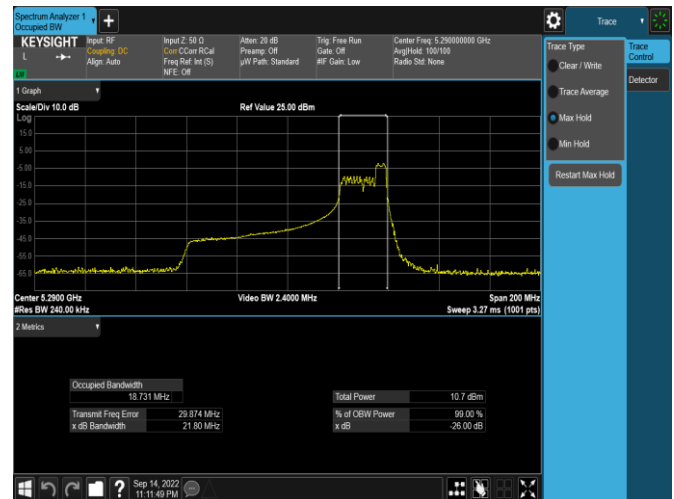 Spectrum Analyzer 1
Occupied BW
Trace
KEYSIGHT
L
LXI
Input: RF
Coupling: DC
Align: Auto
Input Z: 50 Ω
Corr CCorr RCal
Freq Ref: Int (S)
NFE: Off
Atten: 20 dB
Preamp: Off
µW Path: Standard
Trig: Free Run
Gate: Off
#IF Gain: Low
Center Freq: 5.290000000 GHz
Avg|Hold: 100/100
Radio Std: None
Trace Type
Clear / Write
Trace Average
Max Hold
Min Hold
Restart Max Hold
Trace
Control
Detector
1 Graph
Scale/Div 10.0 dB
Ref Value 25.00 dBm
Log
15.0
5.00
-5.00
-15.0
-25.0
-35.0
-45.0
-55.0
-65.0
Center 5.2900 GHz
Video BW 2.4000 MHz
Span 200 MHz
#Res BW 240.00 kHz
Sweep 3.27 ms (1001 pts)
2 Metrics
Occupied Bandwidth
18.731 MHz
Transmit Freq Error 29.874 MHz
x dB Bandwidth 21.80 MHz
Total Power 10.7 dBm
% of OBW Power 99.00 %
x dB -26.00 dB
Sep 14, 2022
11:11:49 PM